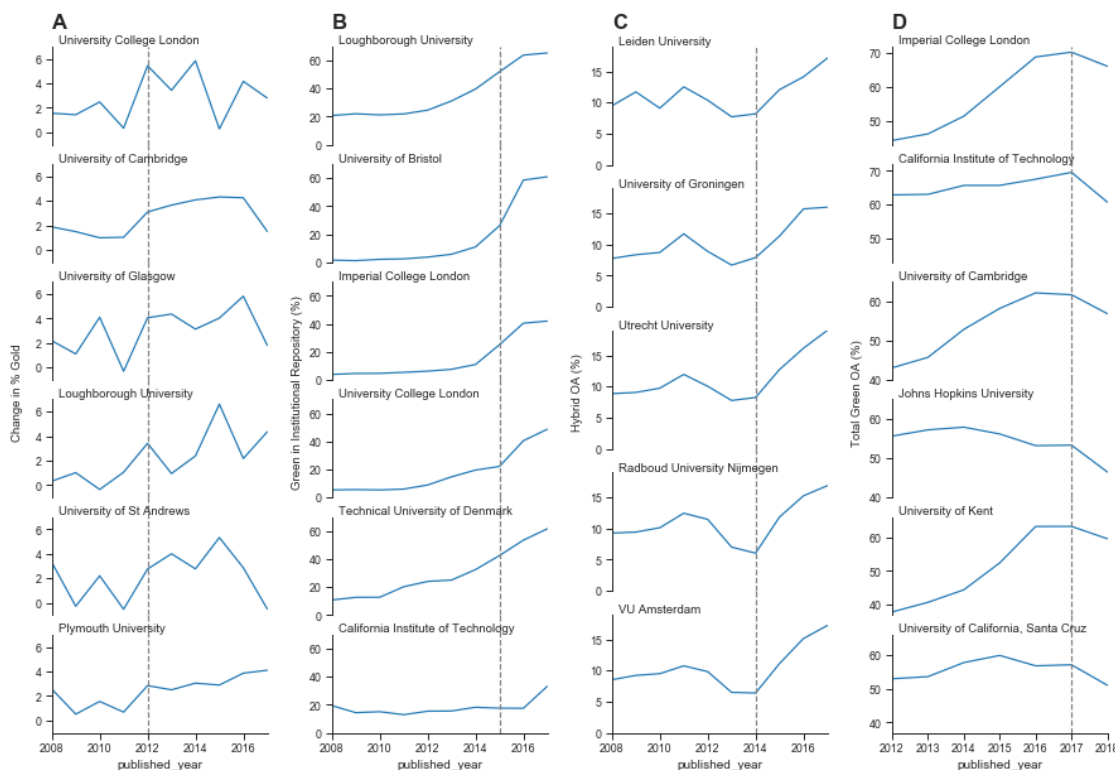 A
University College London
6
4
2
0
University of Cambridge
6
4
2
0
University of Glasgow
6
4
2
0
Loughborough University
6
4
2
0
University of St Andrews
6
4
2
0
Plymouth University
6
4
2
0
Change in % Gold
2008 2010 2012 2014 2016
published_year
B
Loughborough University
60
40
20
0
University of Bristol
60
40
20
0
Imperial College London
60
40
20
0
University College London
60
40
20
0
Technical University of Denmark
60
40
20
0
California Institute of Technology
60
40
20
0
Green in Institutional Repository (%)
2008 2010 2012 2014 2016
published_year
C
Leiden University
15
10
5
0
University of Groningen
15
10
5
0
Utrecht University
15
10
5
0
Radboud University Nijmegen
15
10
5
0
VU Amsterdam
15
10
5
0
Hybrid OA (%)
2008 2010 2012 2014 2016
published_year
D
Imperial College London
70
60
50
California Institute of Technology
70
60
50
University of Cambridge
60
50
40
Johns Hopkins University
60
50
40
University of Kent
60
50
40
University of California, Santa Cruz
60
50
40
Total Green OA (%)
2012 2013 2014 2015 2016 2017 2018
published_year